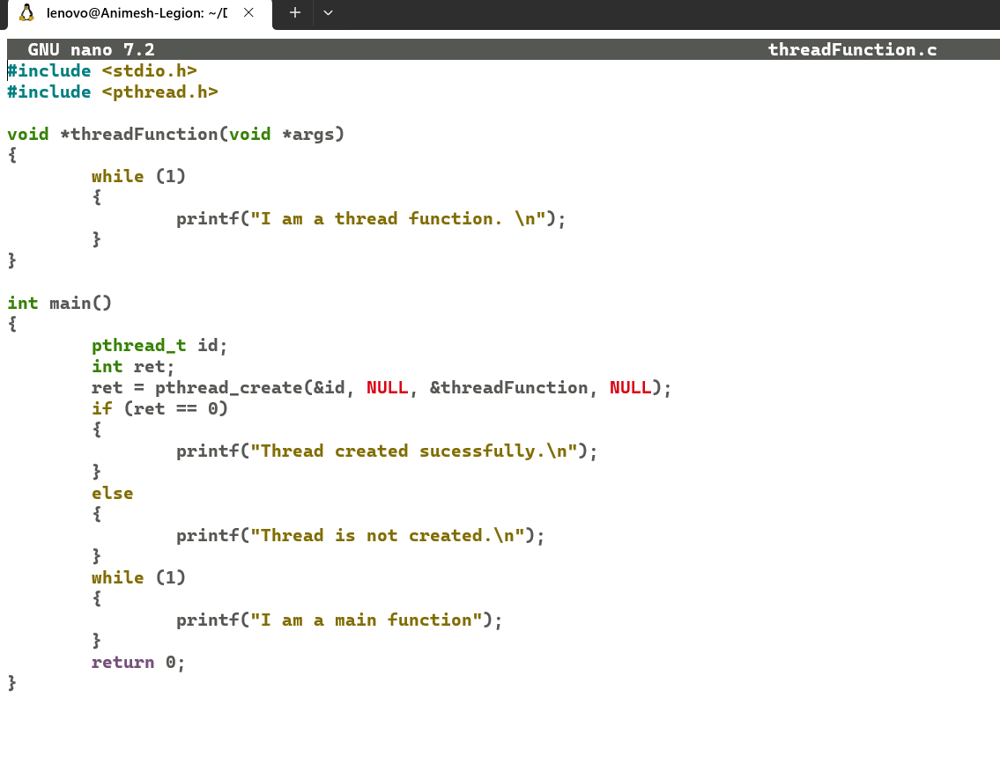 lenovo@Animesh-Legion: ~/D
GNU nano 7.2 threadFunction.c
#include <stdio.h>
#include <pthread.h>
void *threadFunction(void *args)
{
while (1)
{
printf("I am a thread function. \n");
}
}
int main()
{
pthread_t id;
int ret;
ret = pthread_create(&id, NULL, &threadFunction, NULL);
if (ret == 0)
{
printf("Thread created sucessfully.\n");
}
else
{
printf("Thread is not created.\n");
}
while (1)
{
printf("I am a main function");
}
return 0;
}